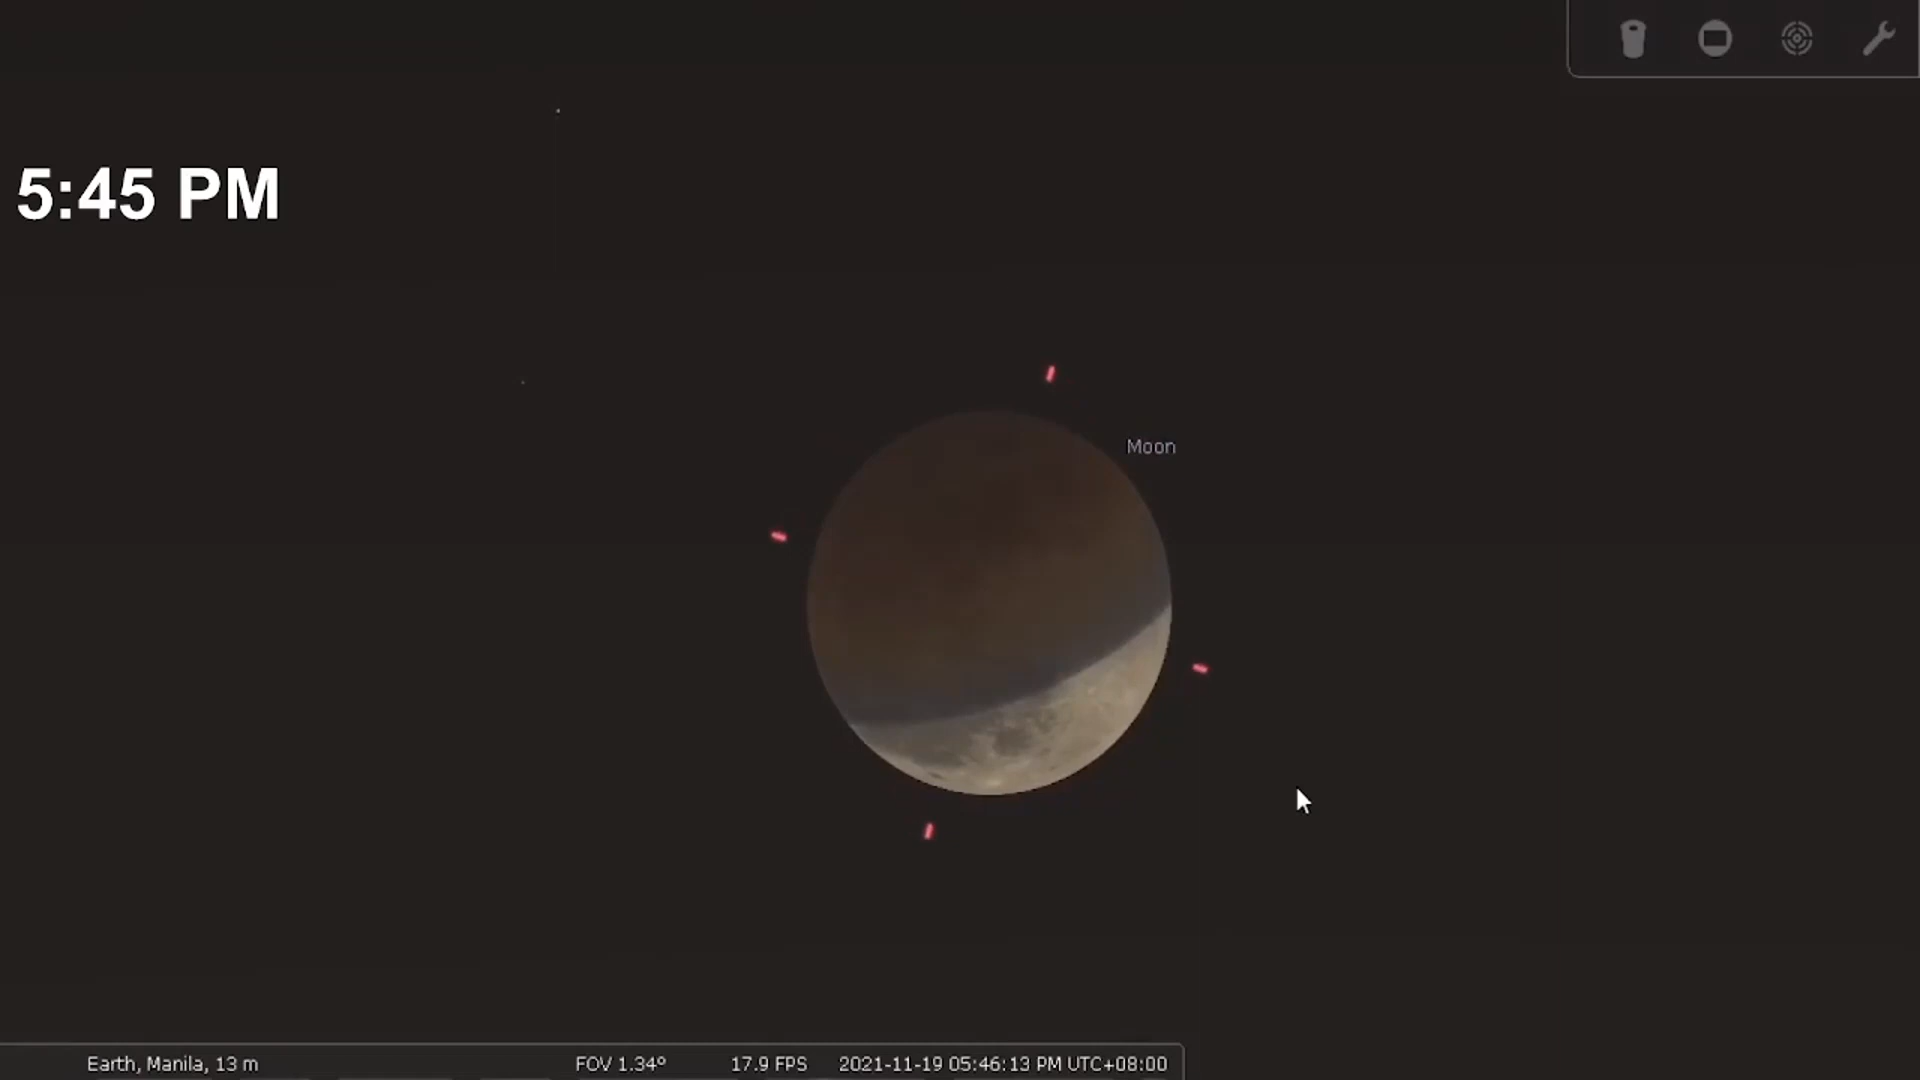 5:45 PM
Moon
Earth, Manila, 13 m FOV 1.34º 17.9 FPS 2021-11-19 05:46:13 PM UTC+08:00